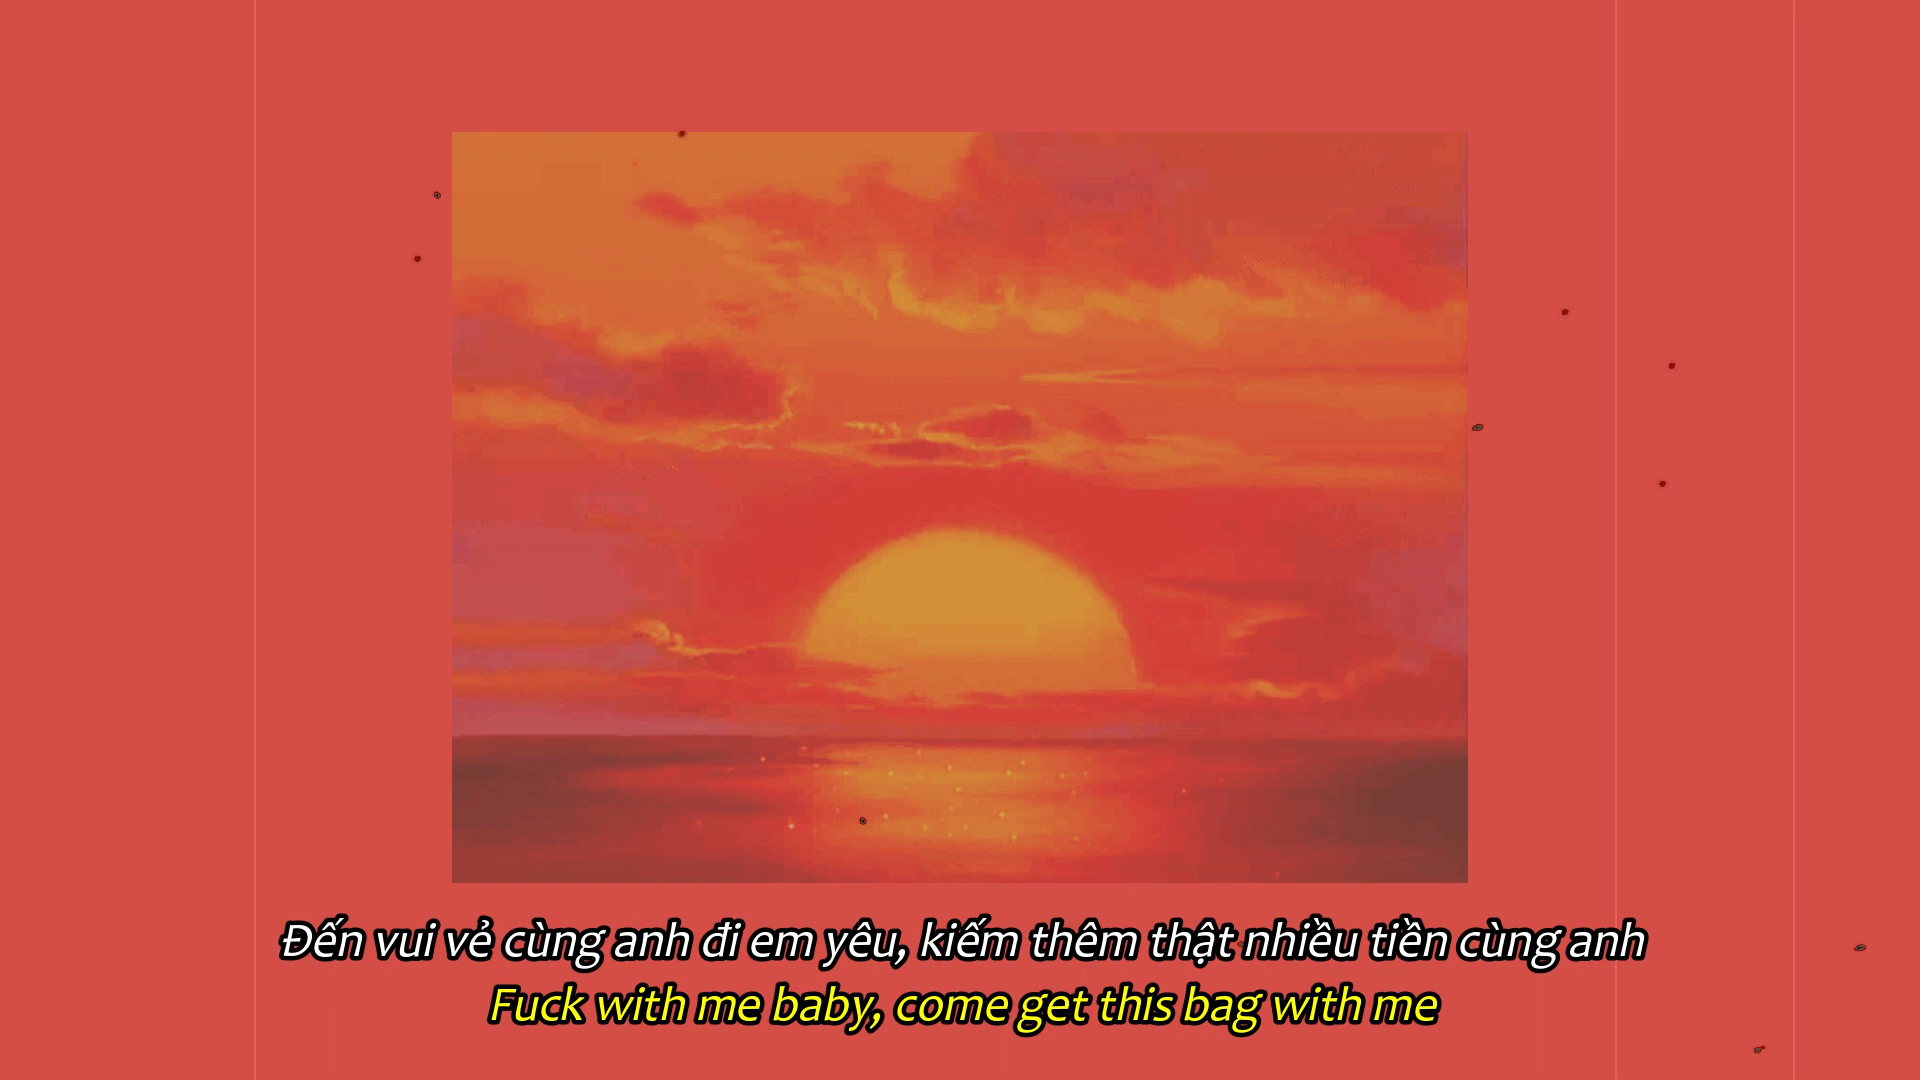 Đến vui vẻ cùng anh đi em yêu, kiếm thêm thật nhiều tiền cùng anh
Fuck with me baby, come get this bag with me